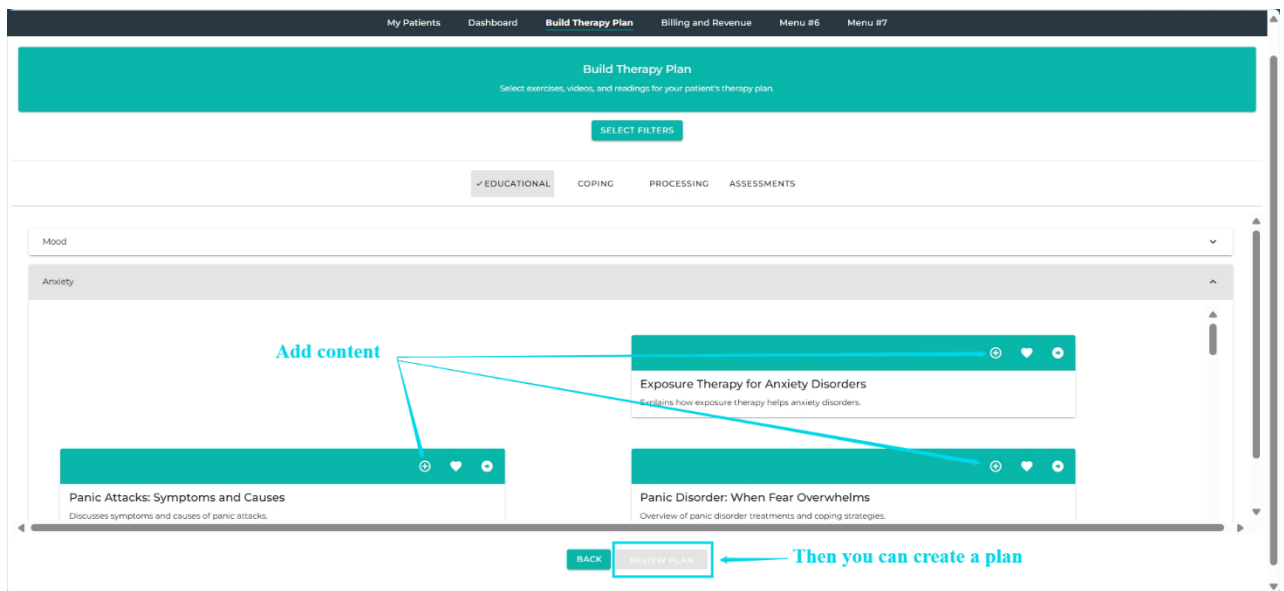 My Patients Dashboard Build Therapy Plan Billing and Revenue Menu #6 Menu #7
Build Therapy Plan
Select exercises, videos, and readings for your patient's therapy plan.
SELECT FILTERS
✓EDUCATIONAL COPING PROCESSING ASSESSMENTS
Mood
Anxiety
Add content
Exposure Therapy for Anxiety Disorders
Explains how exposure therapy helps anxiety disorders.
Panic Attacks: Symptoms and Causes
Discusses symptoms and causes of panic attacks.
Panic Disorder: When Fear Overwhelms
Overview of panic disorder treatments and coping strategies.
BACK REVIEW PLAN Then you can create a plan